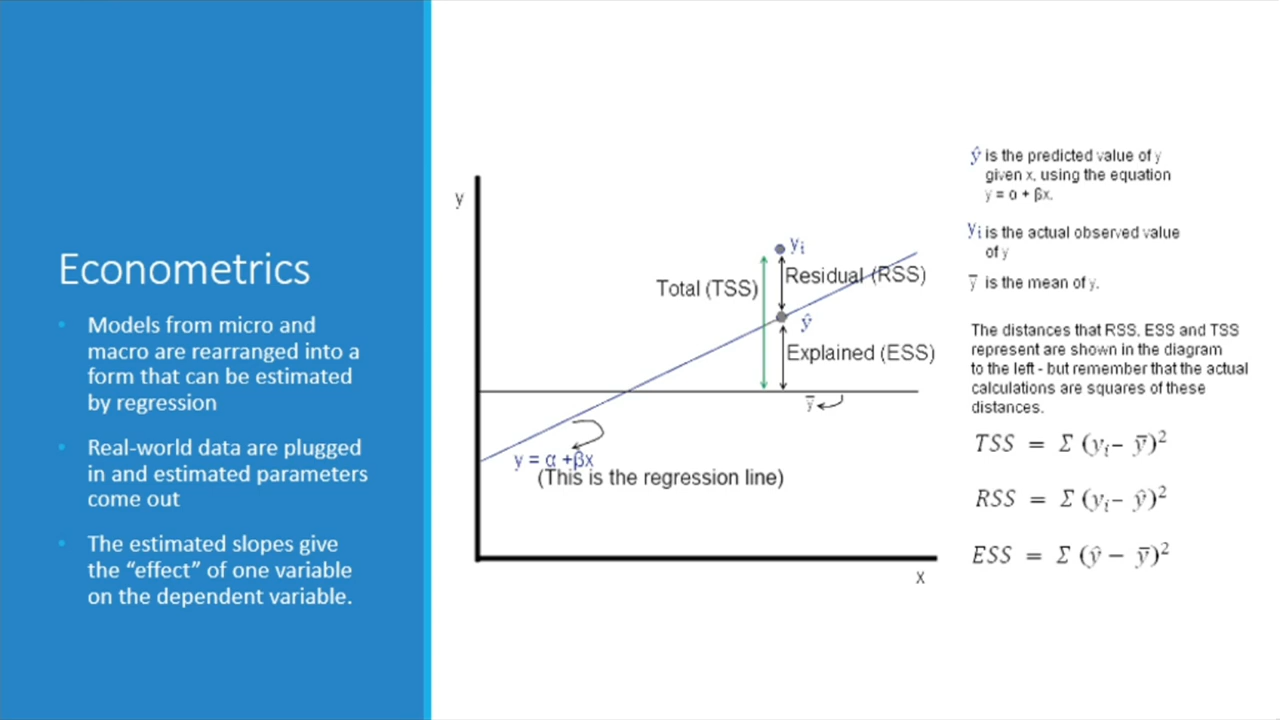 Econometrics
• Models from micro and
macro are rearranged into a
form that can be estimated
by regression
• Real-world data are plugged
in and estimated parameters
come out
• The estimated slopes give
the “effect” of one variable
on the dependent variable.
y
yi
Total (TSS)
Residual (RSS)
ŷ
Explained (ESS)
y̅
y = α +βx
(This is the regression line)
x
ŷ is the predicted value of y
given x, using the equation
y = α + βx.
yi is the actual observed value
of y
y̅ is the mean of y.
The distances that RSS, ESS and TSS
represent are shown in the diagram
to the left - but remember that the actual
calculations are squares of these
distances.
TSS = Σ (yi – y̅)²
RSS = Σ (yi – ŷ)²
ESS = Σ (ŷ – y̅)²